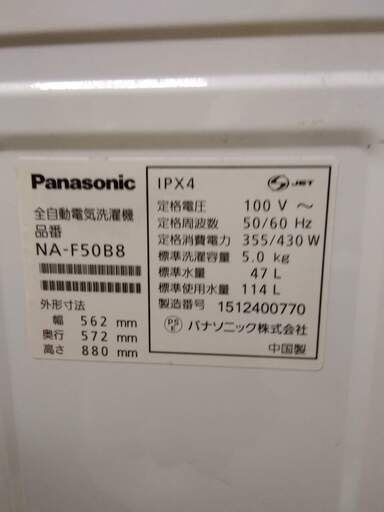 Panasonic
全自動電気洗濯機
品番
NA-F50B8
外形寸法
幅 562 mm
奥行 572 mm
高さ 880 mm
IPX4 JET
定格電圧 100 V ～
定格周波数 50/60 Hz
定格消費電力 355/430 W
標準洗濯容量 5.0 kg
標準水量 47 L
標準使用水量 114 L
製造番号 1512400770
PS E パナソニック株式会社
中国製